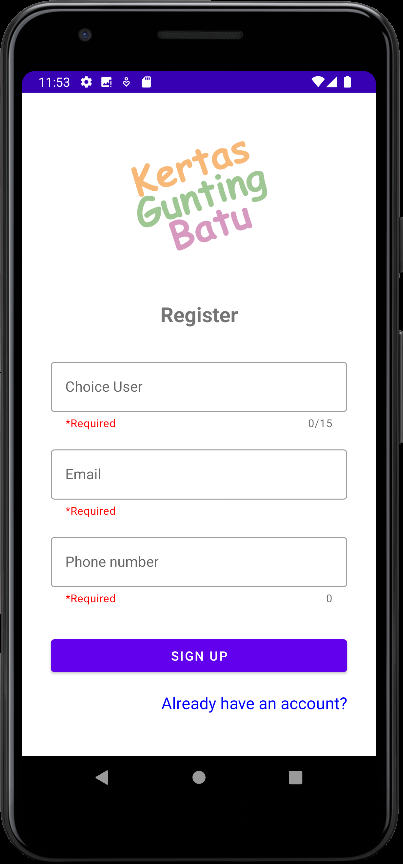 11:53
Kertas
Gunting
Batu
Register
Choice User
*Required 0/15
Email
*Required
Phone number
*Required 0
SIGN UP
Already have an account?